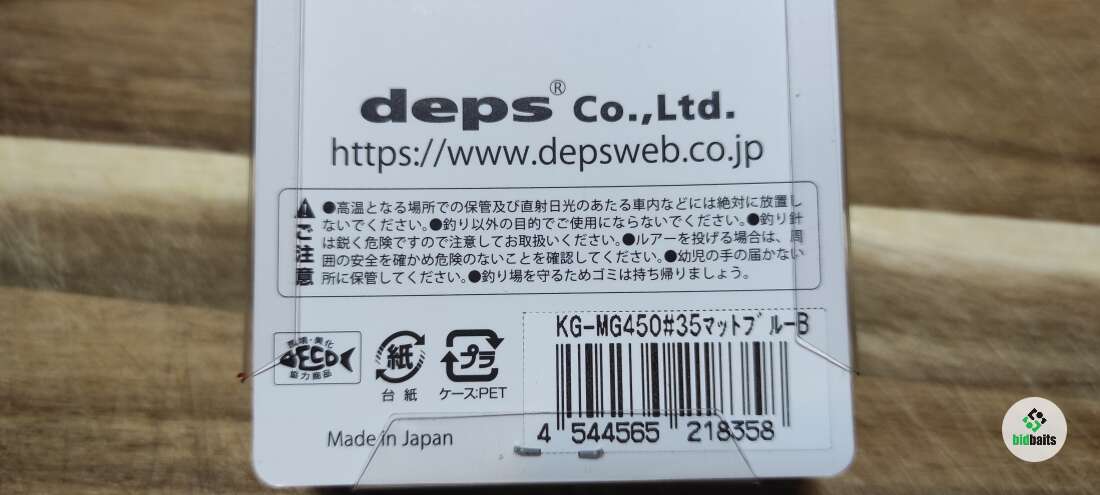 deps® Co.,Ltd.
https://www.depsweb.co.jp
⚠ご注意
●高温となる場所での保管及び直射日光のあたる車内などには絶対に放置し
ないでください。●釣り以外の目的でご使用にならないでください。●釣り針
は鋭く危険ですので注意してお取扱いください。●ルアーを投げる場合は、周
囲の安全を確かめ危険のないことを確認してください。●幼児の手の届かない
所に保管してください。●釣り場を守るためゴミは持ち帰りましょう。
KG-MG450#35マットブルーB
環境・美化
ECO
協力商品
紙
台紙
プラ
ケース:PET
Made in Japan
4 544565 218358
bidbaits